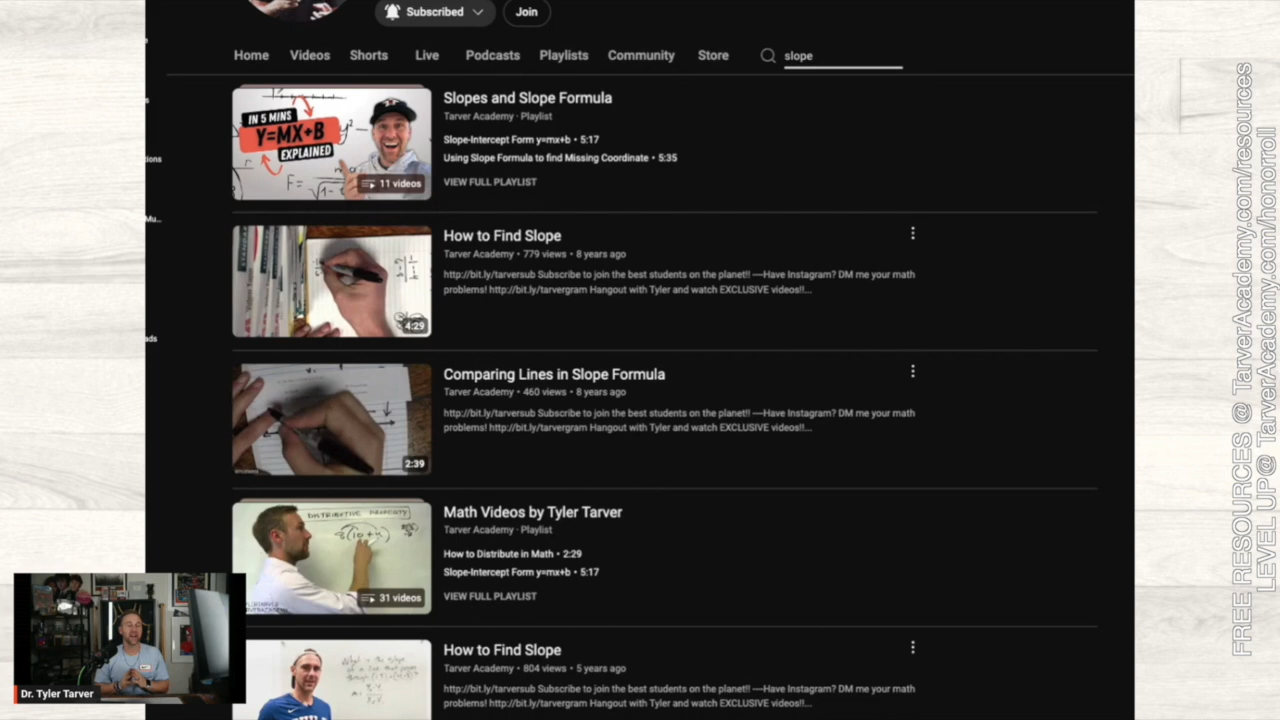 Subscribed
Join
Home Videos Shorts Live Podcasts Playlists Community Store slope
Slopes and Slope Formula
Tarver Academy · Playlist
Slope-Intercept Form y=mx+b • 5:17
Using Slope Formula to find Missing Coordinate • 5:35
VIEW FULL PLAYLIST
IN 5 MINS
Y=MX+B
EXPLAINED
11 videos
How to Find Slope
Tarver Academy • 779 views • 8 years ago
http://bit.ly/tarversub Subscribe to join the best students on the planet!! ----Have Instagram? DM me your math
problems! http://bit.ly/tarvergram Hangout with Tyler and watch EXCLUSIVE videos!!...
4:29
Comparing Lines in Slope Formula
Tarver Academy • 460 views • 8 years ago
http://bit.ly/tarversub Subscribe to join the best students on the planet!! ----Have Instagram? DM me your math
problems! http://bit.ly/tarvergram Hangout with Tyler and watch EXCLUSIVE videos!!...
2:39
Math Videos by Tyler Tarver
Tarver Academy · Playlist
How to Distribute in Math • 2:29
Slope-Intercept Form y=mx+b • 5:17
VIEW FULL PLAYLIST
DISTRIBUTIVE PROPERTY
31 videos
How to Find Slope
Tarver Academy • 804 views • 5 years ago
http://bit.ly/tarversub Subscribe to join the best students on the planet!! ----Have Instagram? DM me your math
problems! http://bit.ly/tarvergram Hangout with Tyler and watch EXCLUSIVE videos!!...
Dr. Tyler Tarver
FREE RESOURCES @ TarverAcademy.com/resources
LEVEL UP@ TarverAcademy.com/honorroll